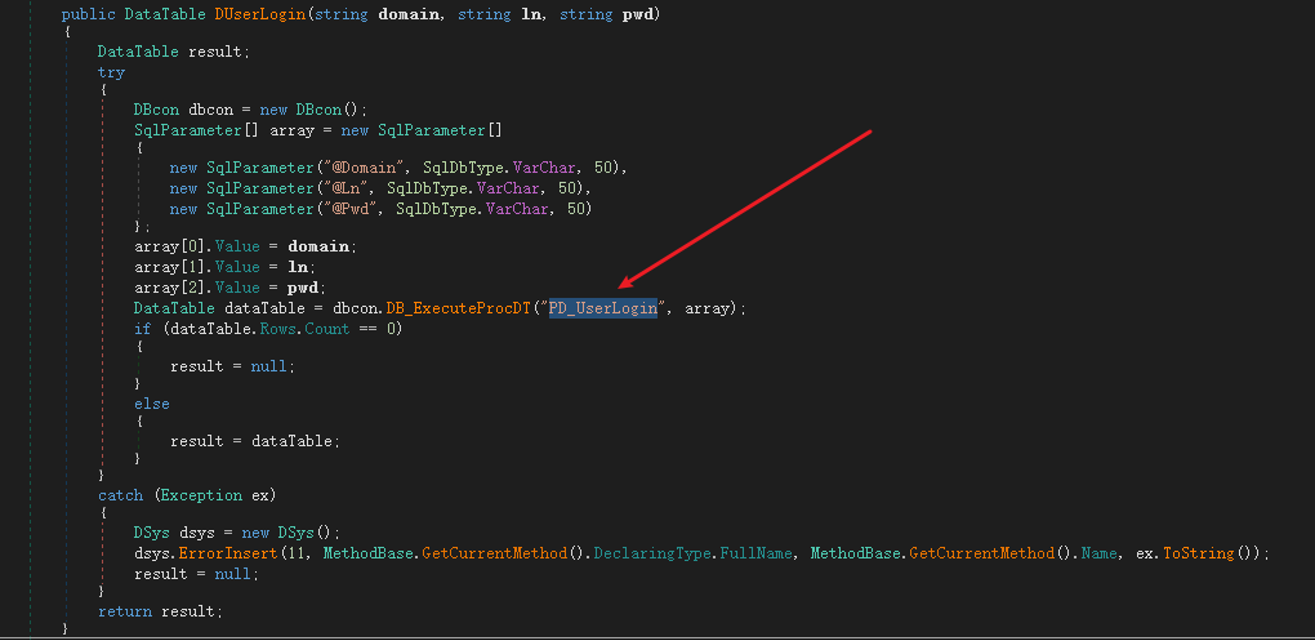 public DataTable DUserLogin(string domain, string ln, string pwd)
{
DataTable result;
try
{
DBcon dbcon = new DBcon();
SqlParameter[] array = new SqlParameter[]
{
new SqlParameter("@Domain", SqlDbType.VarChar, 50),
new SqlParameter("@Ln", SqlDbType.VarChar, 50),
new SqlParameter("@Pwd", SqlDbType.VarChar, 50)
};
array[0].Value = domain;
array[1].Value = ln;
array[2].Value = pwd;
DataTable dataTable = dbcon.DB_ExecuteProcDT("PD_UserLogin", array);
if (dataTable.Rows.Count == 0)
{
result = null;
}
else
{
result = dataTable;
}
}
catch (Exception ex)
{
DSys dsys = new DSys();
dsys.ErrorInsert(11, MethodBase.GetCurrentMethod().DeclaringType.FullName, MethodBase.GetCurrentMethod().Name, ex.ToString());
result = null;
}
return result;
}